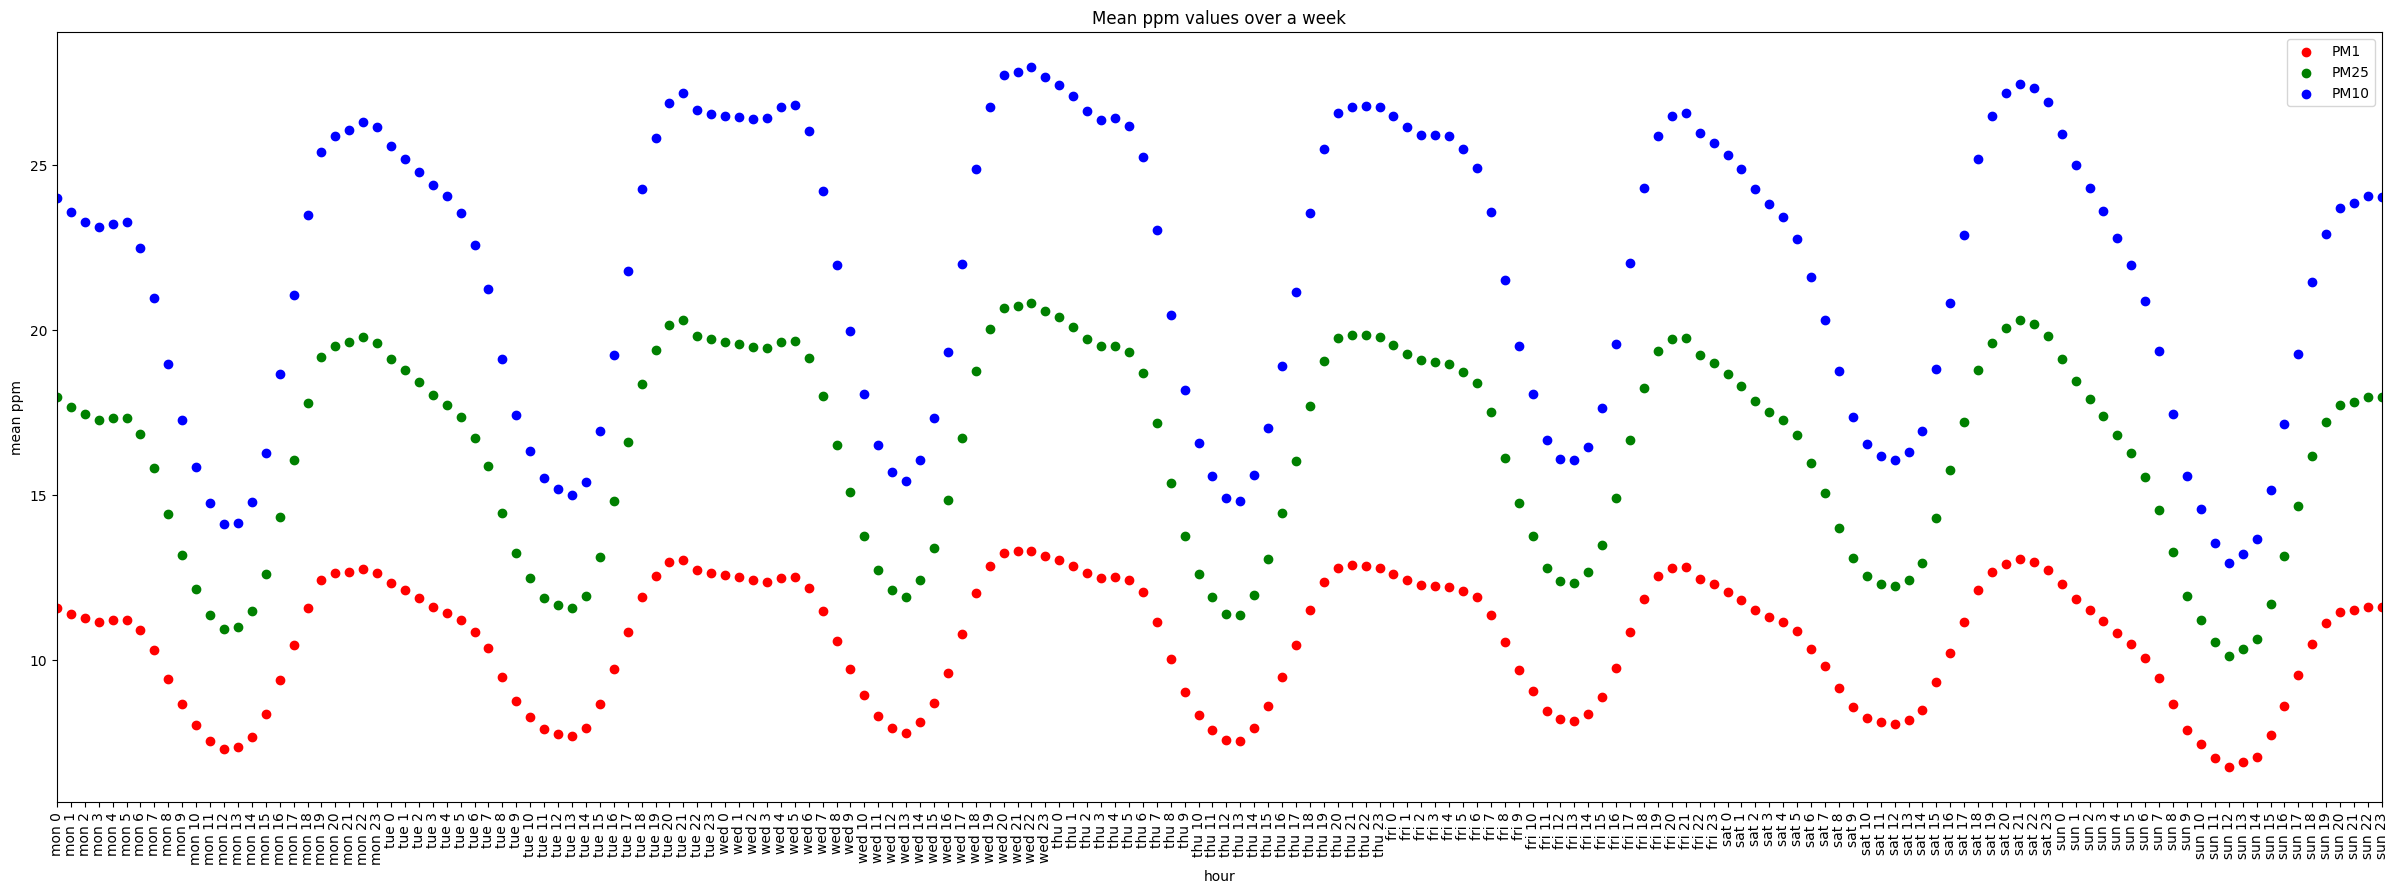 Mean ppm values over a week
PM1
PM25
PM10
mean ppm
25
20
15
10
mon 0
mon 1
mon 2
mon 3
mon 4
mon 5
mon 6
mon 7
mon 8
mon 9
mon 10
mon 11
mon 12
mon 13
mon 14
mon 15
mon 16
mon 17
mon 18
mon 19
mon 20
mon 21
mon 22
mon 23
tue 0
tue 1
tue 2
tue 3
tue 4
tue 5
tue 6
tue 7
tue 8
tue 9
tue 10
tue 11
tue 12
tue 13
tue 14
tue 15
tue 16
tue 17
tue 18
tue 19
tue 20
tue 21
tue 22
tue 23
wed 0
wed 1
wed 2
wed 3
wed 4
wed 5
wed 6
wed 7
wed 8
wed 9
wed 10
wed 11
wed 12
wed 13
wed 14
wed 15
wed 16
wed 17
wed 18
wed 19
wed 20
wed 21
wed 22
wed 23
thu 0
thu 1
thu 2
thu 3
thu 4
thu 5
thu 6
thu 7
thu 8
thu 9
thu 10
thu 11
thu 12
thu 13
thu 14
thu 15
thu 16
thu 17
thu 18
thu 19
thu 20
thu 21
thu 22
thu 23
fri 0
fri 1
fri 2
fri 3
fri 4
fri 5
fri 6
fri 7
fri 8
fri 9
fri 10
fri 11
fri 12
fri 13
fri 14
fri 15
fri 16
fri 17
fri 18
fri 19
fri 20
fri 21
fri 22
fri 23
sat 0
sat 1
sat 2
sat 3
sat 4
sat 5
sat 6
sat 7
sat 8
sat 9
sat 10
sat 11
sat 12
sat 13
sat 14
sat 15
sat 16
sat 17
sat 18
sat 19
sat 20
sat 21
sat 22
sat 23
sun 0
sun 1
sun 2
sun 3
sun 4
sun 5
sun 6
sun 7
sun 8
sun 9
sun 10
sun 11
sun 12
sun 13
sun 14
sun 15
sun 16
sun 17
sun 18
sun 19
sun 20
sun 21
sun 22
sun 23
hour